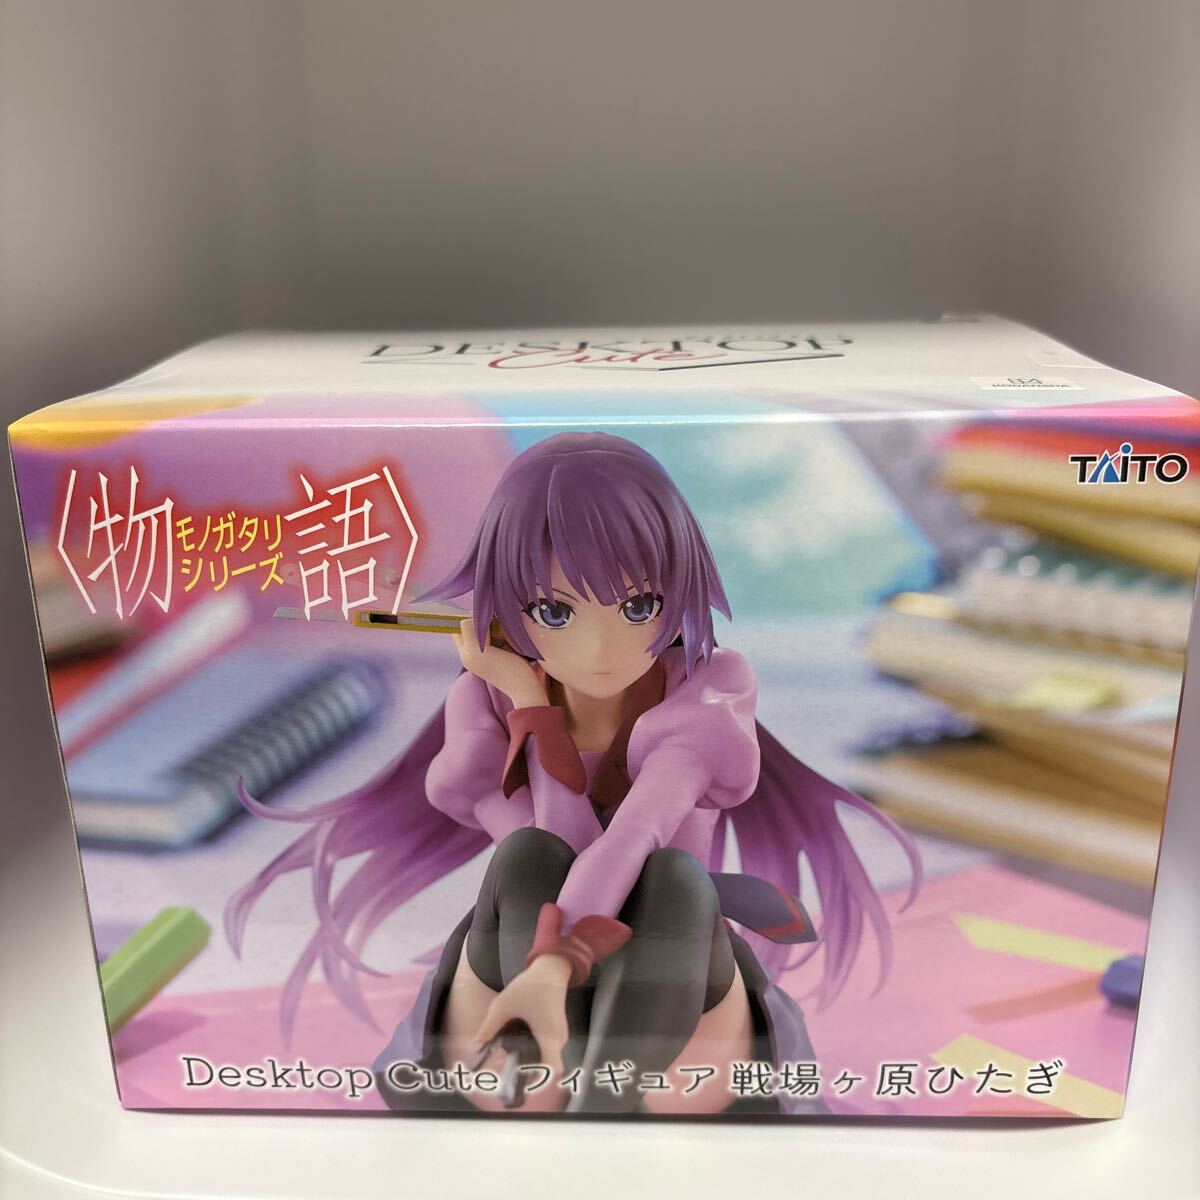 DESKTOP
Cute
KODANSHA
TAiTO
〈物語〉
モノガタリ
シリーズ
Desktop Cute フィギュア 戦場ヶ原ひたぎ